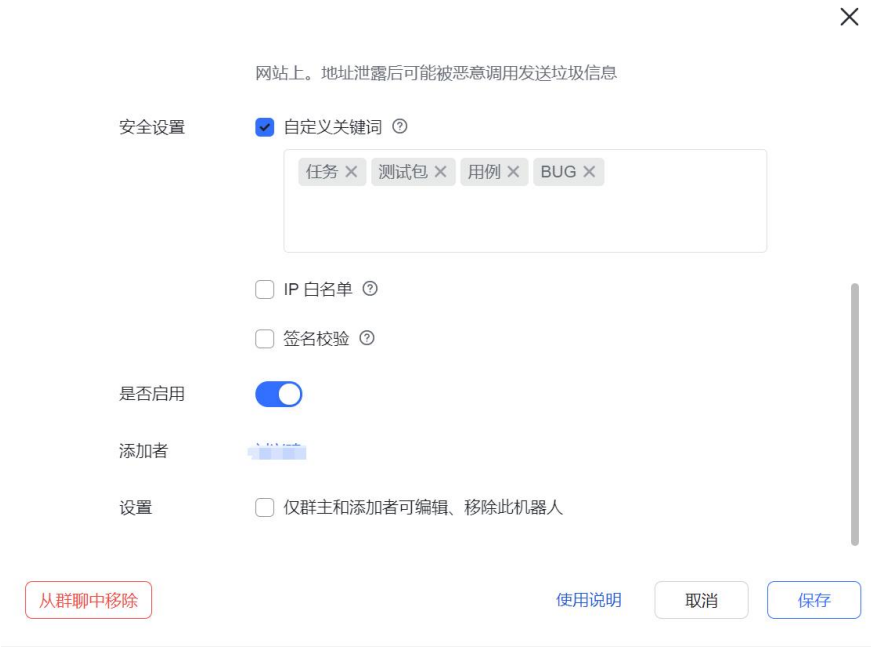 网站上。地址泄露后可能被恶意调用发送垃圾信息
安全设置 自定义关键词
任务 测试包 用例 BUG
IP 白名单
签名校验
是否启用
添加者
设置 仅群主和添加者可编辑、移除此机器人
从群聊中移除 使用说明 取消 保存